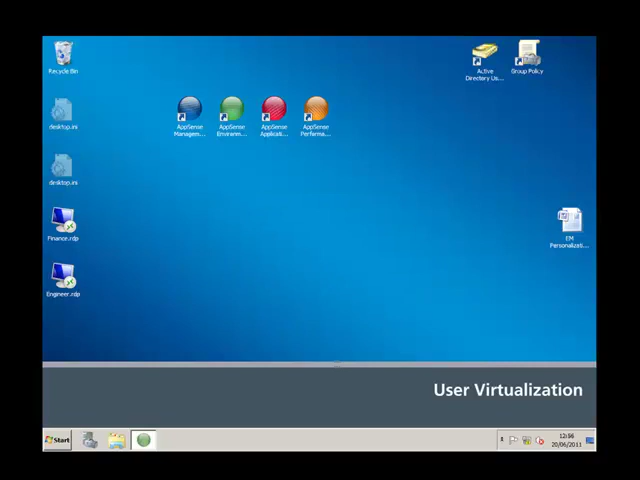 Recycle Bin
Active
Directory Us...
Group Policy
AppSense
Managem...
AppSense
Environm...
AppSense
Applicati...
AppSense
Performa...
desktop.ini
desktop.ini
Finance.rdp
EM
Personalizati...
Engineer.rdp
User Virtualization
Start
12:56
20/06/2011